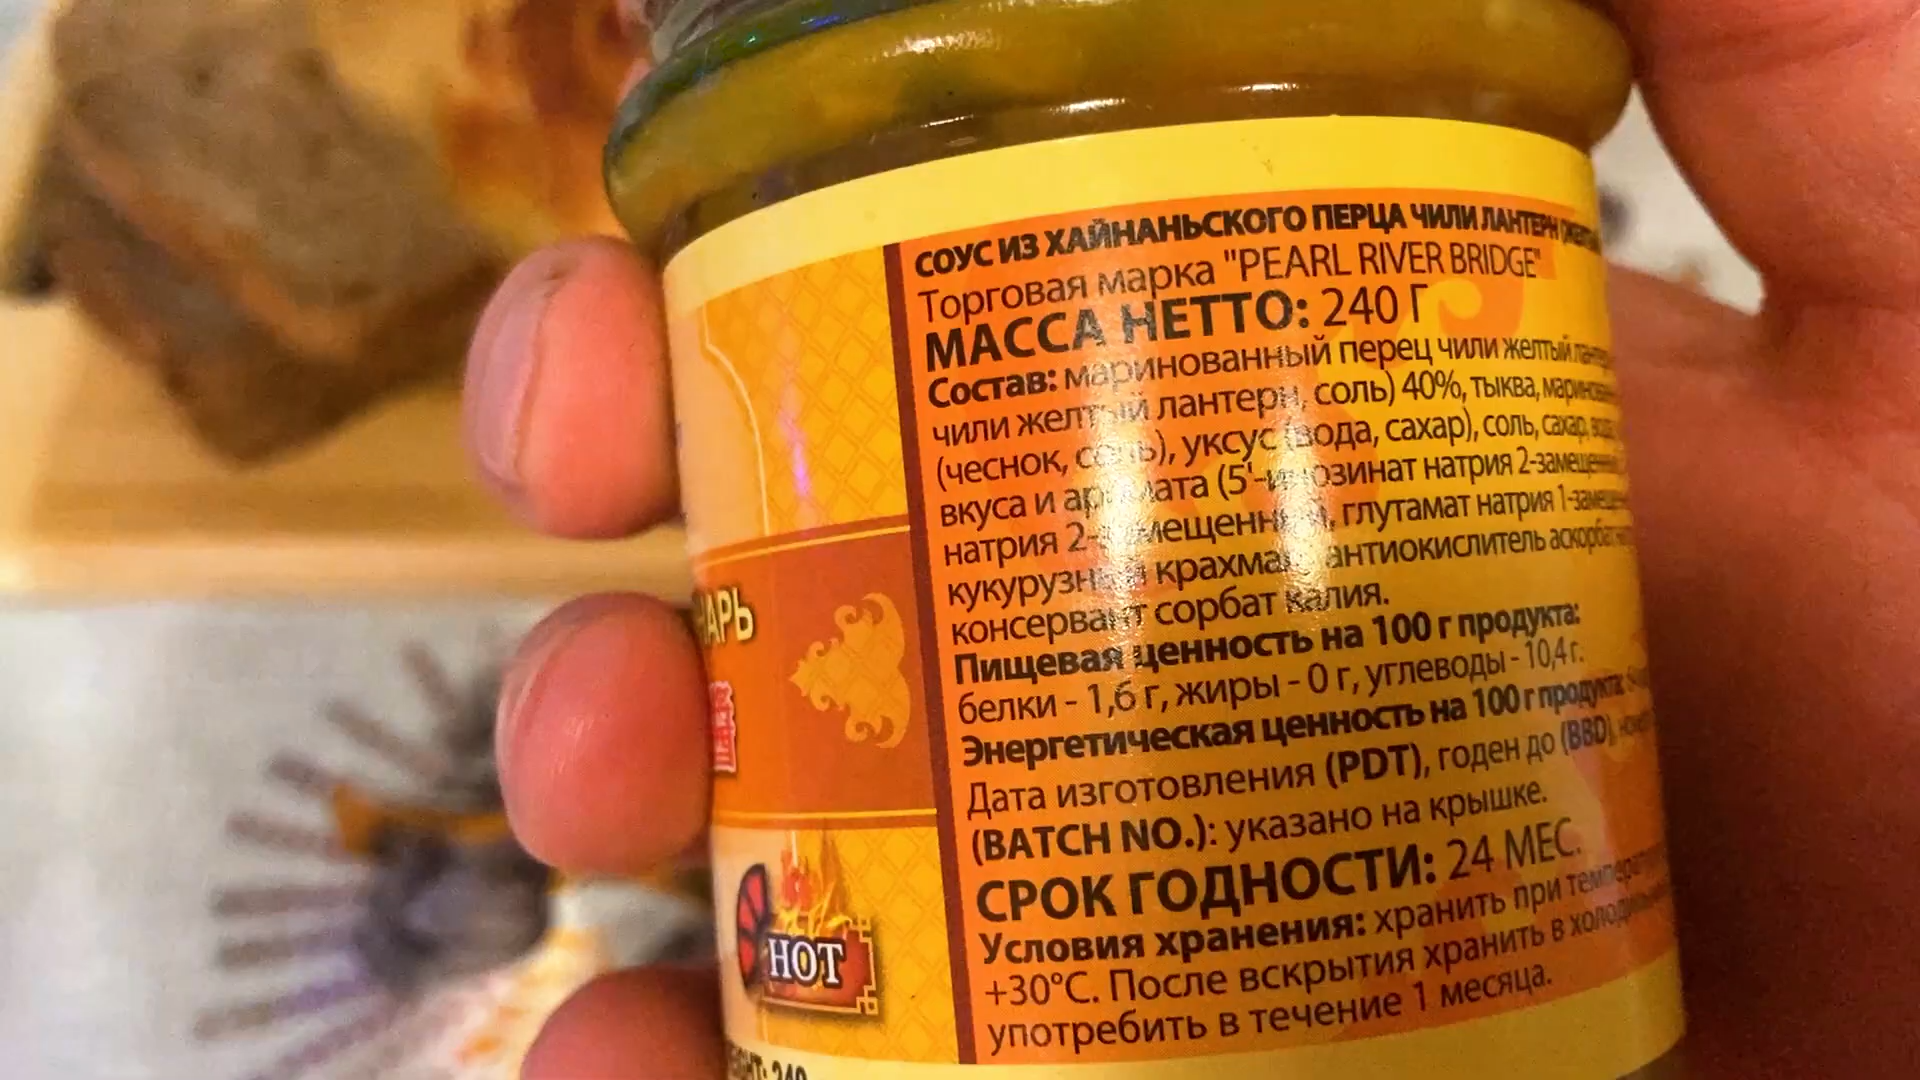 СОУС ИЗ ХАЙНАНЬСКОГО ПЕРЦА ЧИЛИ ЛАНТЕРН
Торговая марка "PEARL RIVER BRIDGE"
МАССА НЕТТО: 240 Г
Состав: маринованный перец чили желтый
чили желтый лантерн, соль) 40%, тыква,
(чеснок, соль), уксус (вода, сахар), соль, сахар,
вкуса и аромата (5'-инозинат натрия 2-замещенный,
натрия 2-замещенный, глутамат натрия
кукурузный крахмал, антиокислитель
консервант сорбат калия.
Пищевая ценность на 100 г продукта:
белки - 1,6 г, жиры - 0 г, углеводы - 10,4 г.
Энергетическая ценность на 100 г продукта:
Дата изготовления (PDT), годен до (BBD),
(BATCH NO.): указано на крышке.
СРОК ГОДНОСТИ: 24 МЕС.
Условия хранения: хранить при
+30°С. После вскрытия хранить в
употребить в течение 1 месяца.
HOT